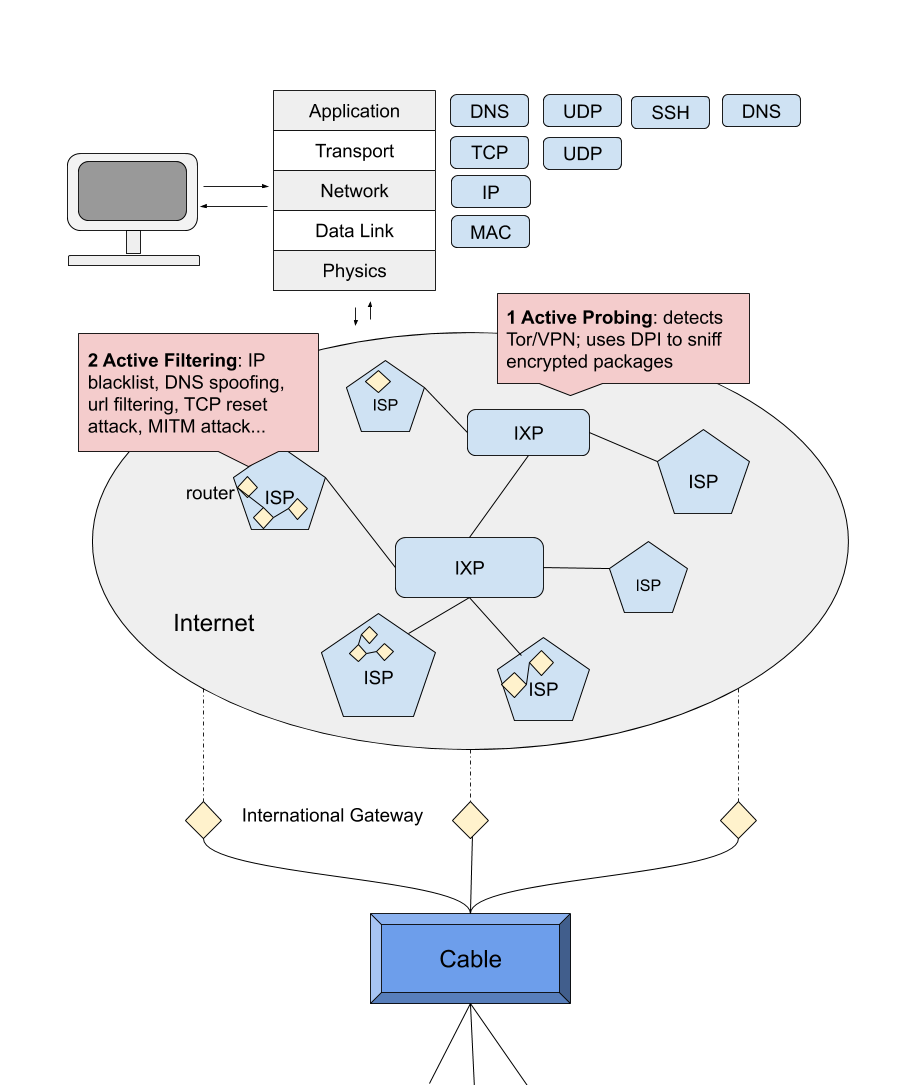 Application
DNS
UDP
SSH
DNS
Transport
TCP
UDP
Network
IP
Data Link
MAC
Physics
1 Active Probing: detects
Tor/VPN; uses DPI to sniff
encrypted packages
2 Active Filtering: IP
blacklist, DNS spoofing,
url filtering, TCP reset
attack, MITM attack...
ISP
IXP
ISP
router
ISP
IXP
ISP
Internet
ISP
ISP
International Gateway
Cable